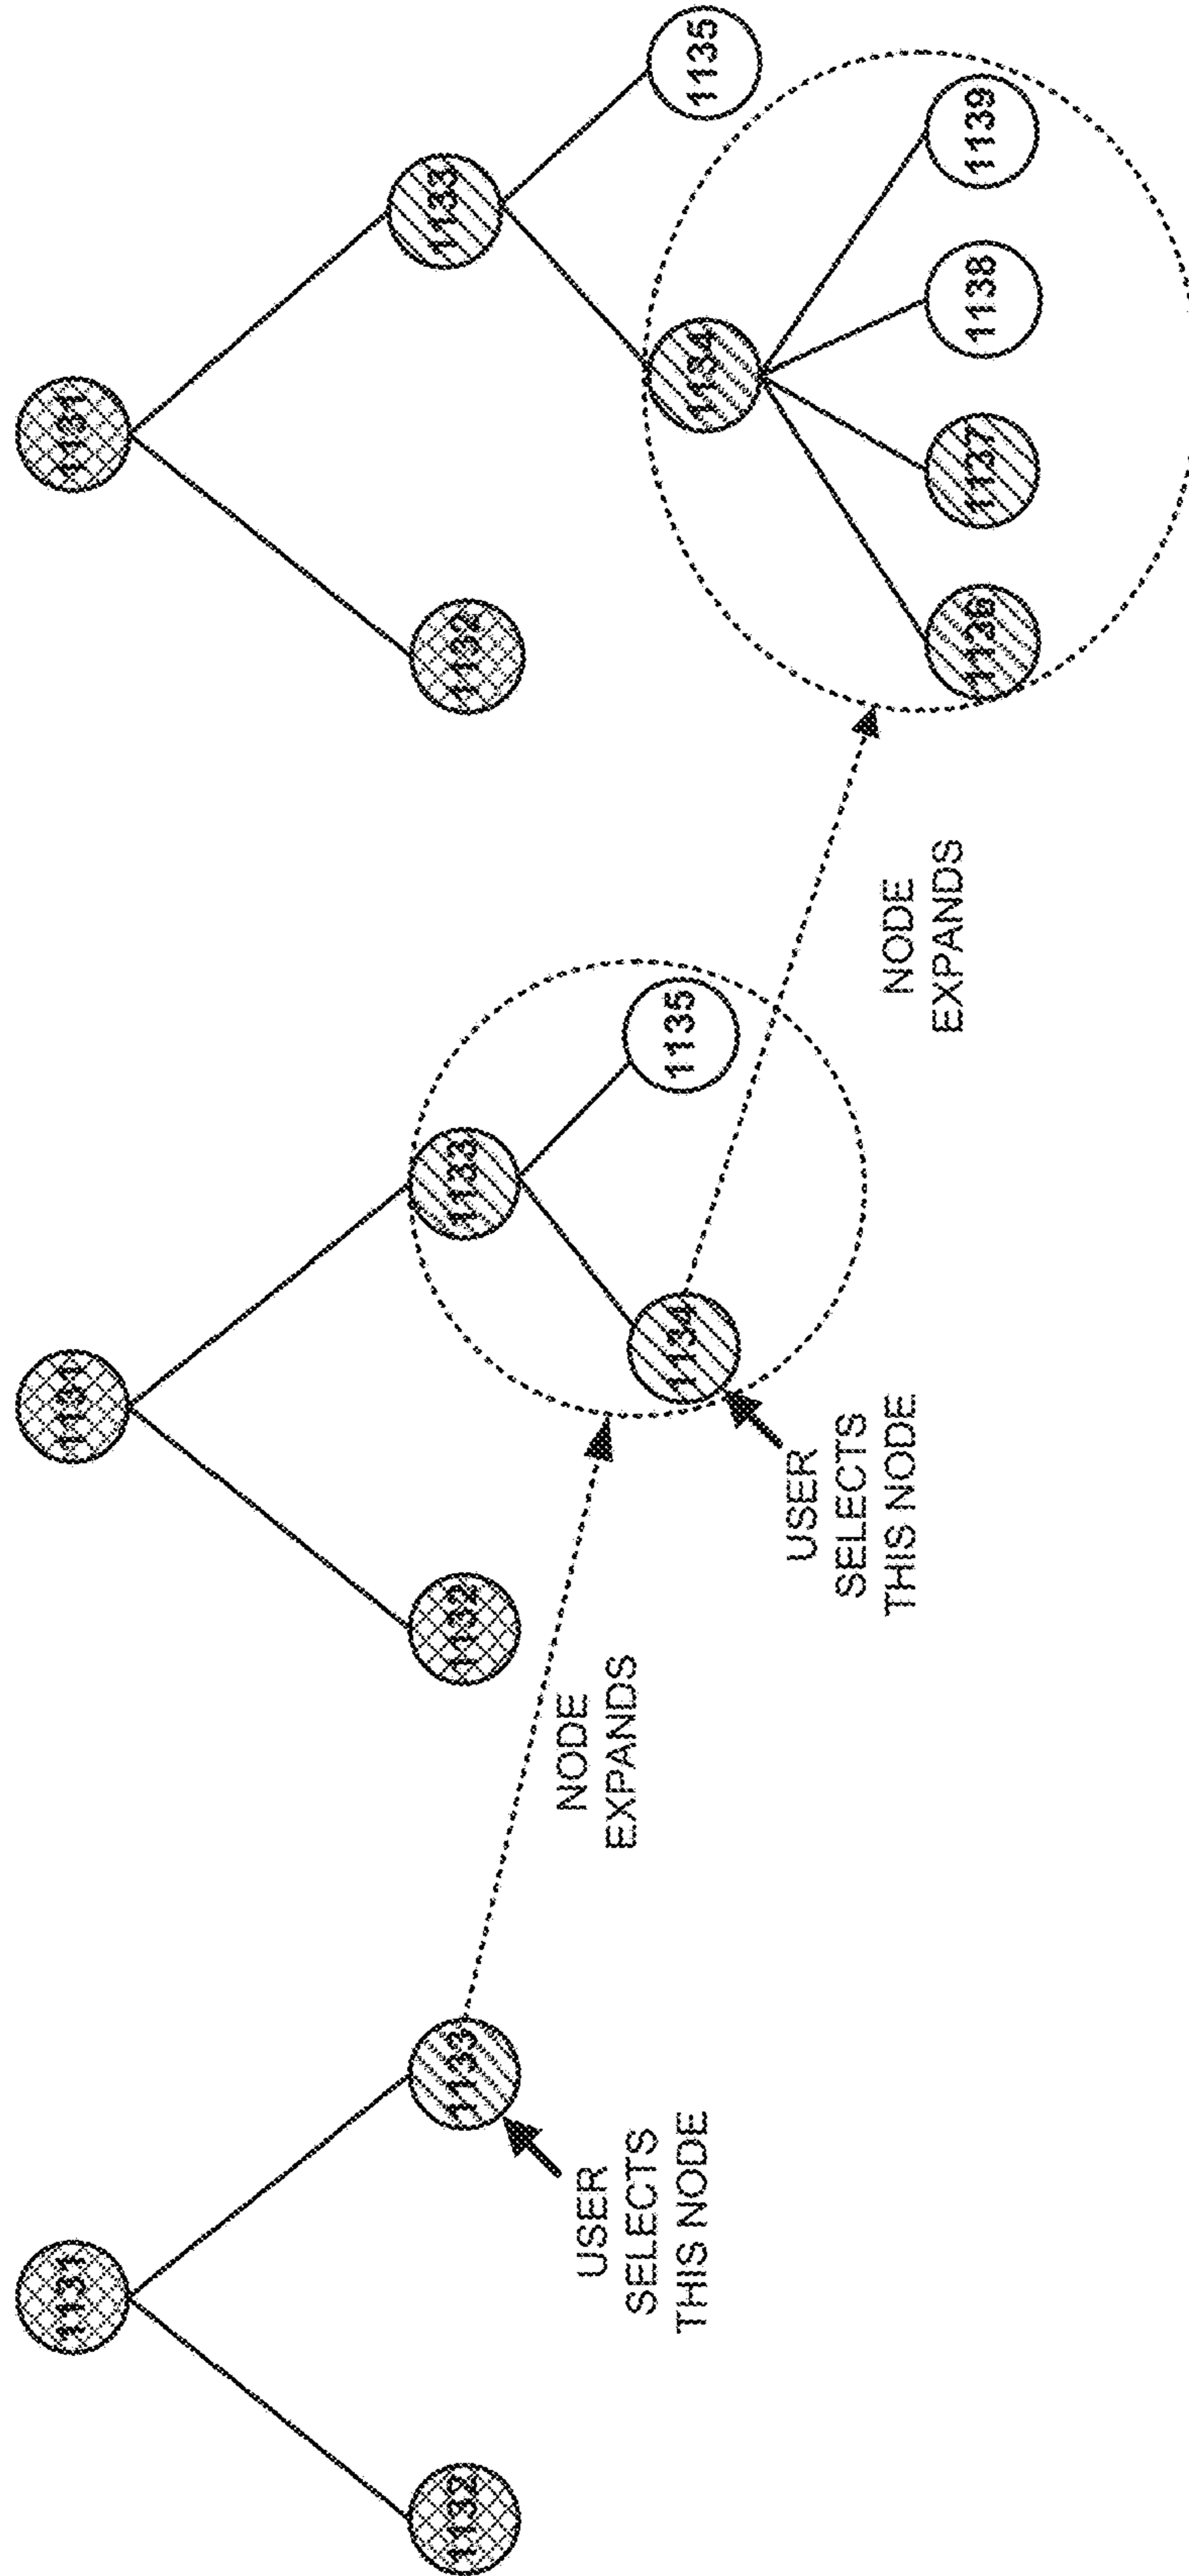 1131
1132
1133
USER
SELECTS
THIS NODE
NODE
EXPANDS
1131
1132
1133
1134
1135
USER
SELECTS
THIS NODE
NODE
EXPANDS
1131
1132
1133
1134
1135
1136
1137
1138
1139